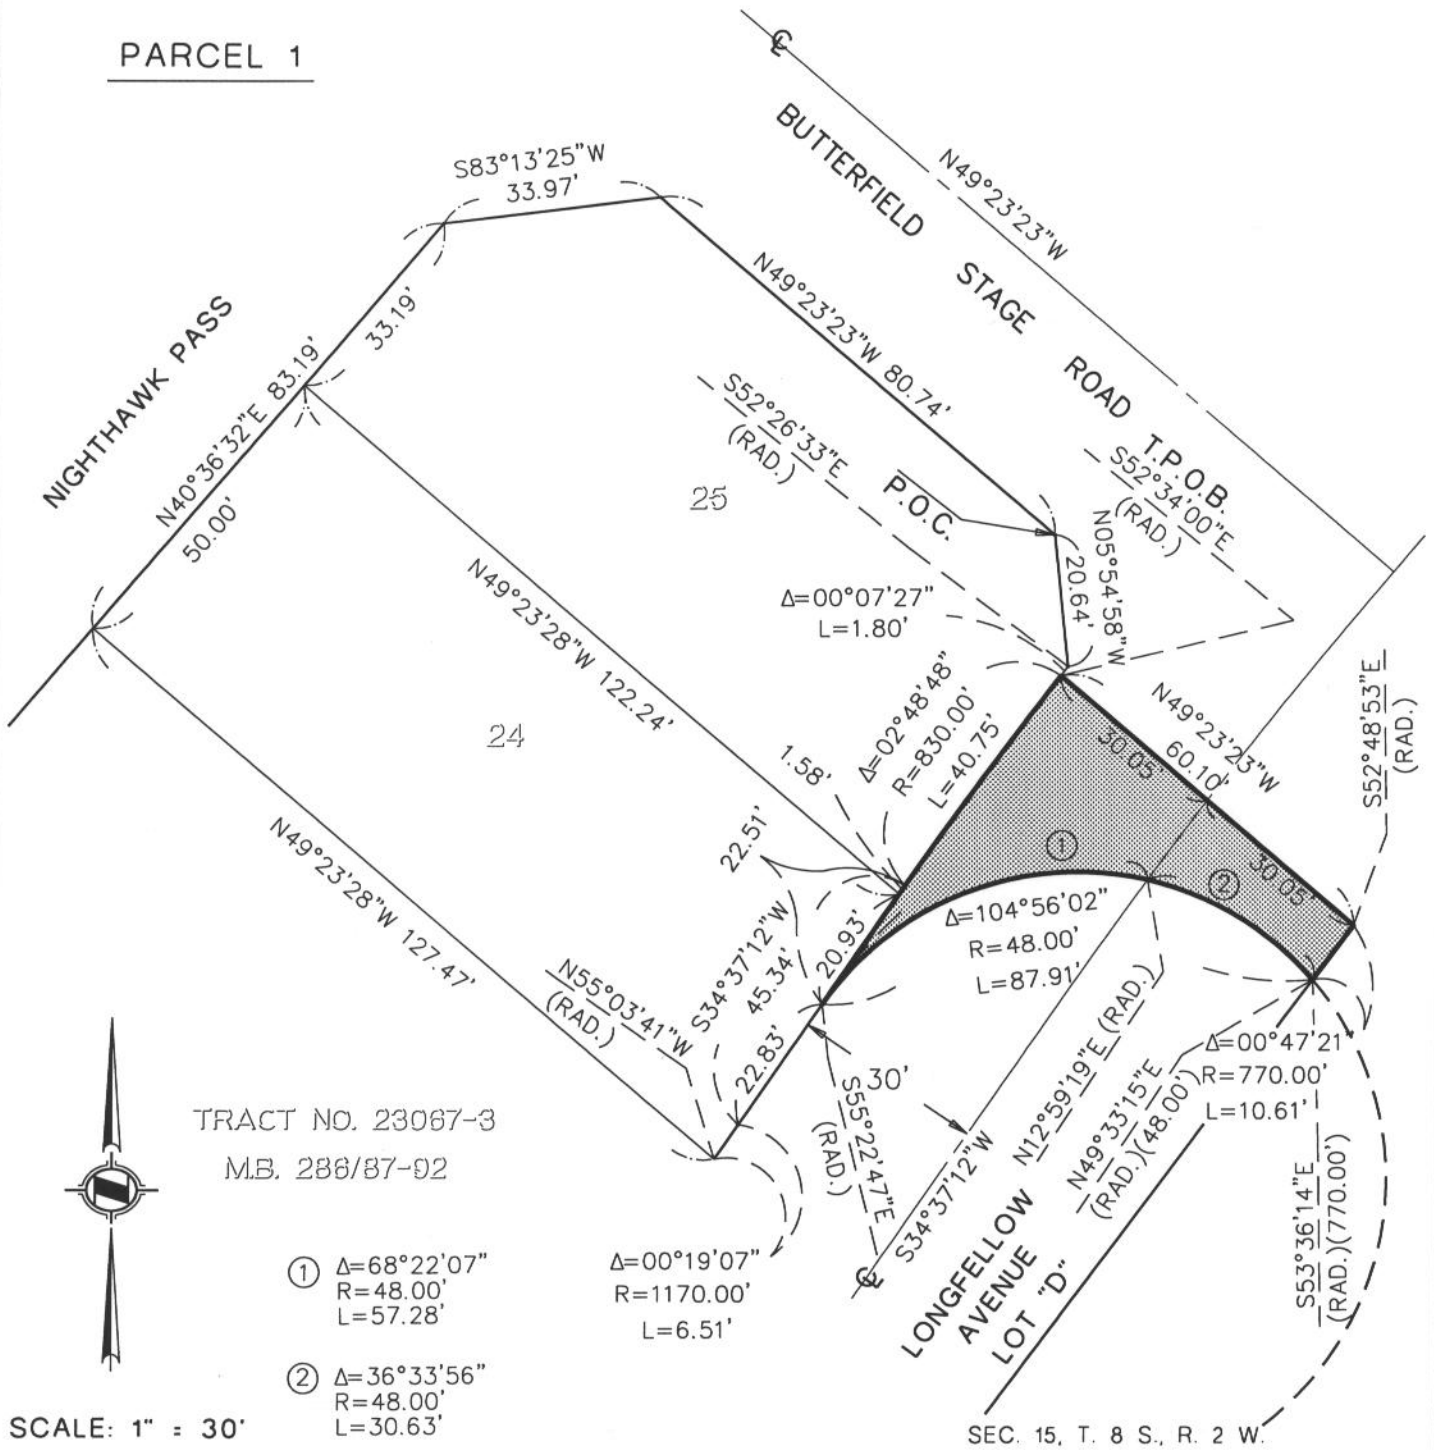 PARCEL 1
℄
BUTTERFIELD STAGE ROAD
N49°23'23"W
S83°13'25"W
33.97'
NIGHTHAWK PASS
N40°36'32"E 83.19'
33.19'
50.00'
N49°23'23"W 80.74'
S52°26'33"E
(RAD.)
25
P.O.C.
T.P.O.B.
S52°34'00"E
(RAD.)
N05°54'58"W
20.64'
Δ=00°07'27"
L=1.80'
N49°23'28"W 122.24'
24
Δ=02°48'48"
R=830.00'
L=40.75'
1.58'
22.51'
N49°23'23"W
60.10'
30.05'
30.05'
S52°48'53"E
(RAD.)
1
2
N49°23'28"W 127.47'
S34°37'12"W
45.34'
20.93'
22.83'
Δ=104°56'02"
R=48.00'
L=87.91'
N55°03'41"W
(RAD.)
30'
S55°22'47"E
(RAD.)
S34°37'12"W
℄
N12°59'19"E (RAD.)
N49°33'15"E
(RAD.)(48.00')
Δ=00°47'21"
R=770.00'
L=10.61'
S53°36'14"E
(RAD.)(770.00')
LONGFELLOW
AVENUE
LOT "D"
TRACT NO. 23067-3
M.B. 286/87-92
N
1 Δ=68°22'07"
R=48.00'
L=57.28'
2 Δ=36°33'56"
R=48.00'
L=30.63'
Δ=00°19'07"
R=1170.00'
L=6.51'
SCALE: 1" = 30'
SEC. 15, T. 8 S., R. 2 W.